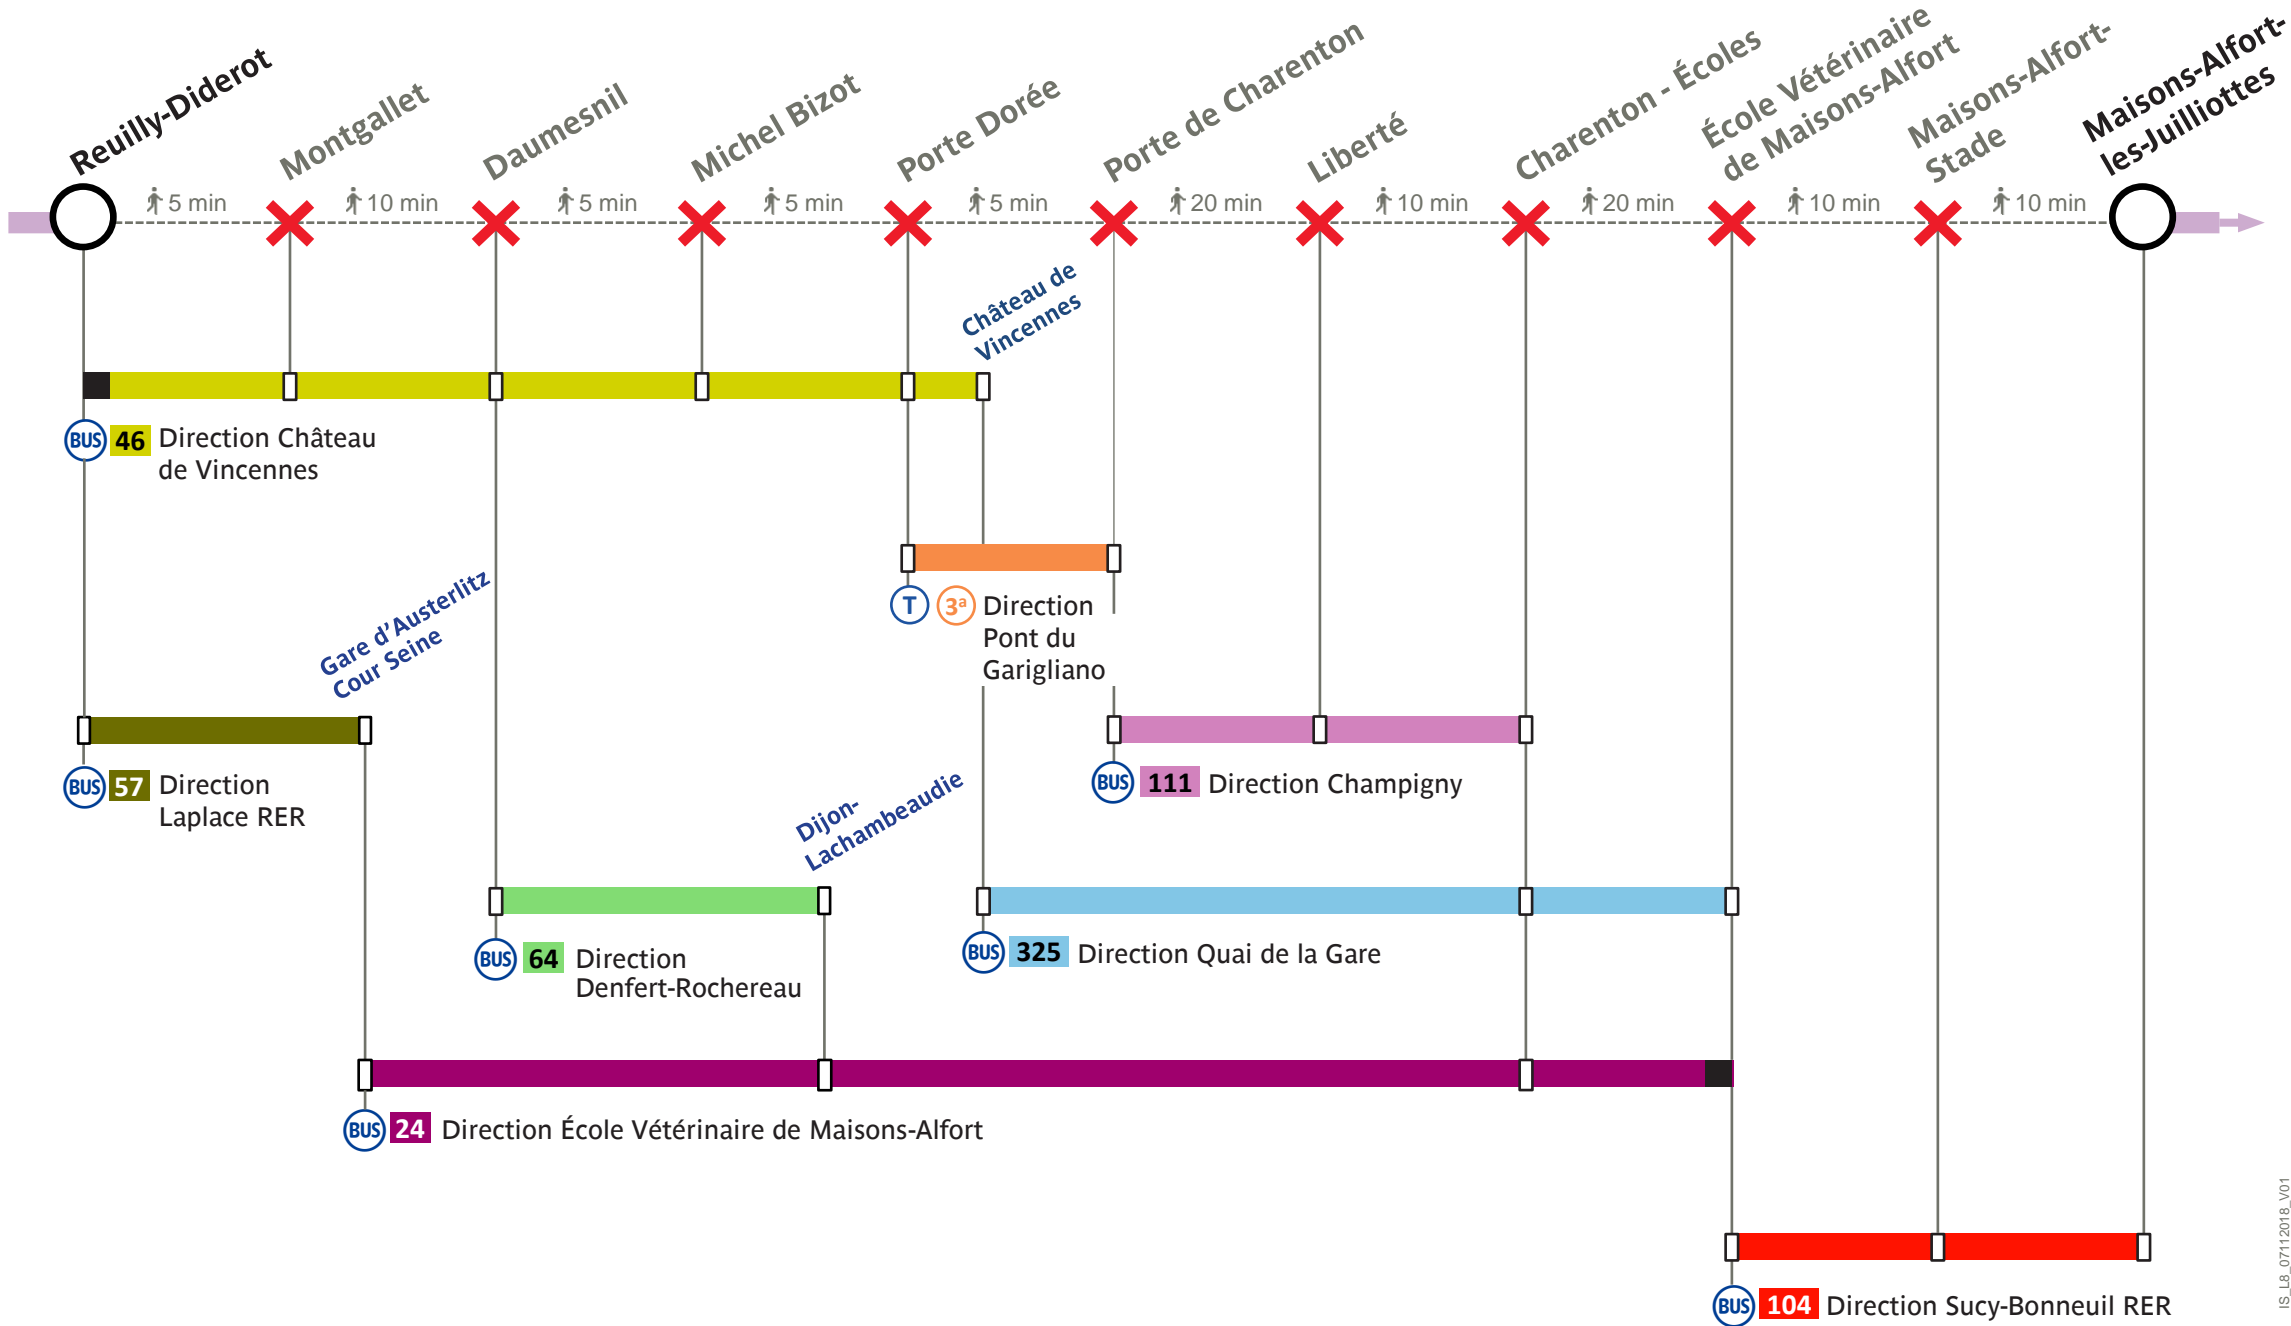 Reuilly-Diderot
Montgallet
Daumesnil
Michel Bizot
Porte Dorée
Porte de Charenton
Liberté
Charenton - Écoles
École Vétérinaire
de Maisons-Alfort
Maisons-Alfort-
Stade
Maisons-Alfort-
les-Juilliottes
5 min
10 min
5 min
5 min
5 min
20 min
10 min
20 min
10 min
10 min
Château de
Vincennes
BUS 46 Direction Château
de Vincennes
T 3a Direction
Pont du
Garigliano
Gare d'Austerlitz
Cour Seine
BUS 57 Direction
Laplace RER
BUS 111 Direction Champigny
Dijon-
Lachambeaudie
BUS 64 Direction
Denfert-Rochereau
BUS 325 Direction Quai de la Gare
BUS 24 Direction École Vétérinaire de Maisons-Alfort
BUS 104 Direction Sucy-Bonneuil RER
IS_L8_07112018_V01